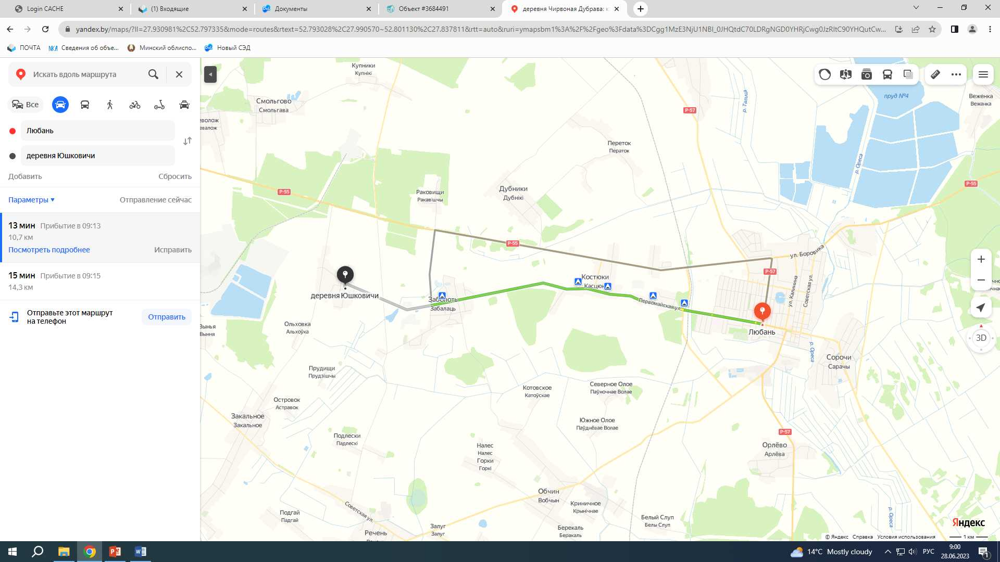 Login CACHE
(1) Входящие
Документы
Объект #3684491
деревня Чирвоная Дубрава: к
yandex.by/maps/?ll=27.930981%2C52.797335&mode=routes&rtext=52.793028%2C27.990570~52.801130%2C27.837811&rtt=auto&ruri=ymapsbm1%3A%2F%2Fgeo%3Fdata%3DCgg1MzE3NjU1NBI_0JHQtdC70LDRgNGD0YHRjCwg0JzRltC90YHQutCw...
ПОЧТА
NKA
Сведения об объе...
Минский облиспо...
Новый СЭД
Искать вдоль маршрута
Все
Любань
деревня Юшковичи
Добавить
Сбросить
Параметры
Отправление сейчас
13 мин Прибытие в 09:13
10,7 км
Посмотреть подробнее
Исправить
15 мин Прибытие в 09:15
14,3 км
Отправьте этот маршрут
на телефон
Отправить
Купники
Купнікі
Смольгово
Смольгава
еволож
евалож
Р-57
р. Талица
пруд №4
Веженка
Вежанка
Переток
Ператок
р. Ореса
Р-55
Р-55
Раковищи
Ракавішчы
Дубники
Дубнікі
Р-55
ул. Боровика
Р-57
Костюки
Касцюк
ул. Калинина
Советская ул.
деревня Юшковичи
Заболоть
Забалаць
Первомайская ул.
Любань
3D
Ольховка
Альхоўка
Вынья
Выння
р. Ореса
Сорочи
Сарачы
Прудищи
Прудзішчы
Котовское
Катоўскае
Северное Олое
Паўночнае Волае
Островок
Астравок
Закальное
Закальное
Южное Олое
Паўднёвае Волае
Р-57
Подлески
Падлескі
Налес
Налес
Горки
Горкі
Орлёво
Арлёва
Обчин
Вобчын
Криничное
Крынічнае
Советская ул.
Подгай
Падгай
Белый Слуп
Белы Слуп
р. Ореса
Залуг
Залуг
Берекаль
Беракаль
Речень
Яндекс
© Яндекс Справка Условия использования
1 км
14°C Mostly cloudy
РУС
9:00
28.06.2023
1